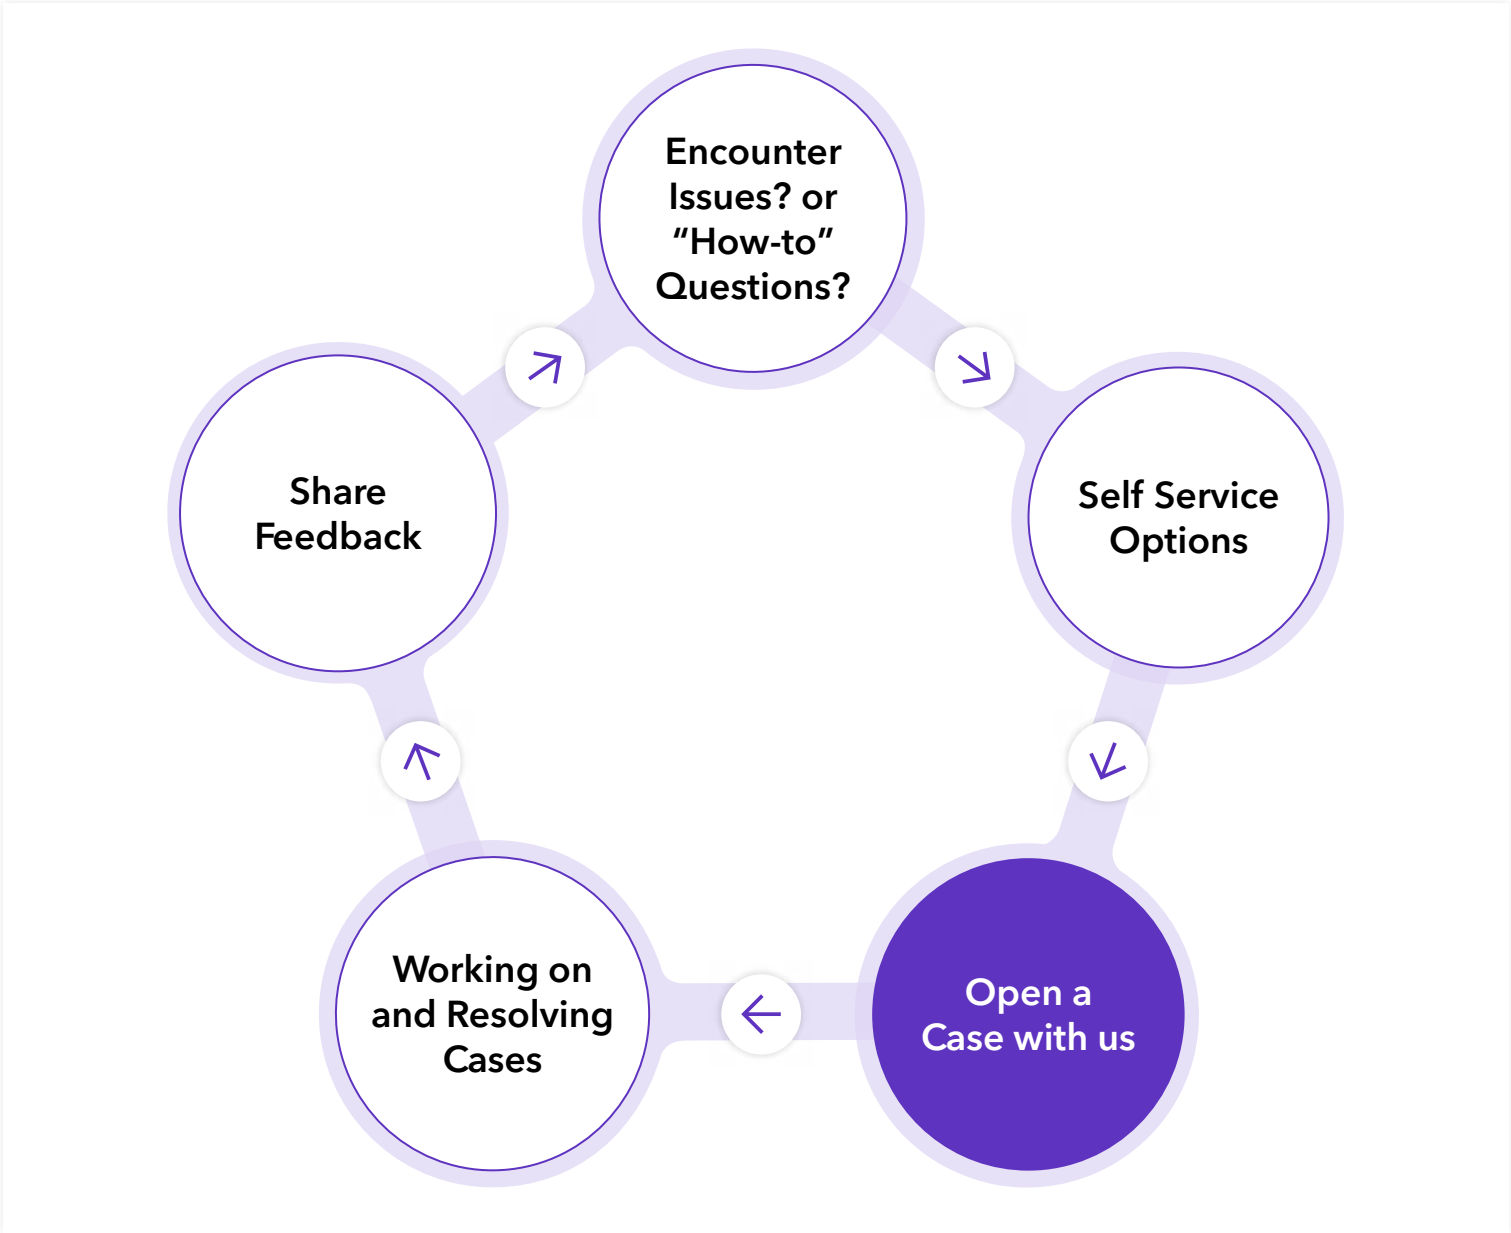 Encounter
Issues? or
“How-to”
Questions?
Self Service
Options
Open a
Case with us
Working on
and Resolving
Cases
Share
Feedback